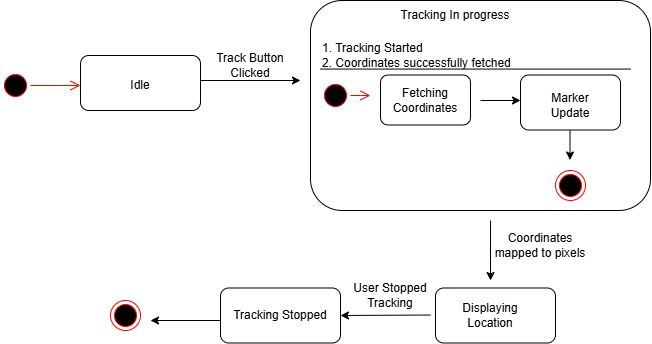 Tracking In progress
1. Tracking Started
2. Coordinates successfully fetched
Track Button
Clicked
Idle
Fetching
Coordinates
Marker
Update
Coordinates
mapped to pixels
User Stopped
Tracking
Tracking Stopped
Displaying
Location